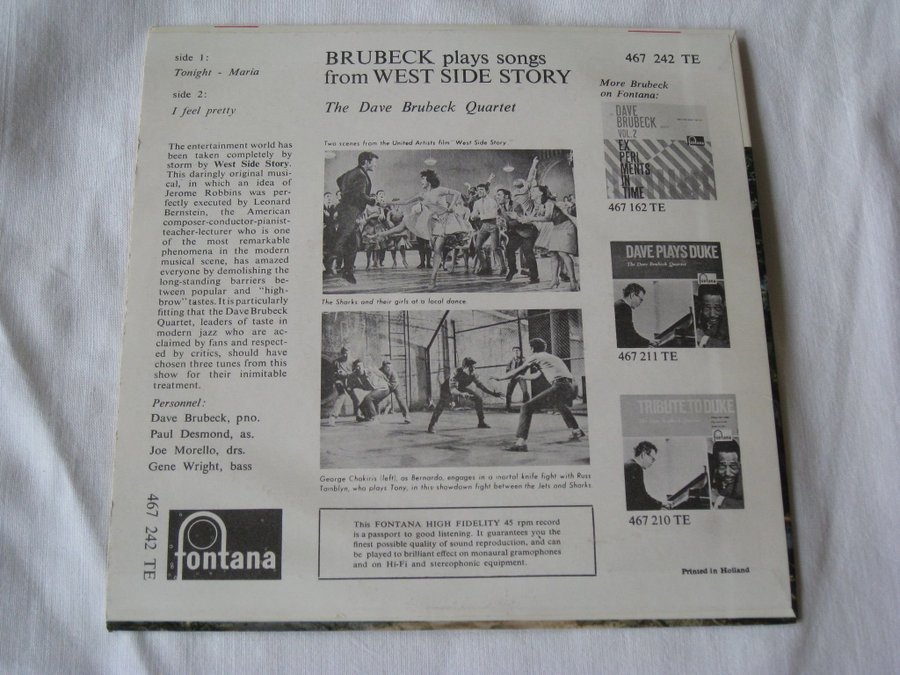 side 1:
Tonight - Maria
side 2:
I feel pretty
BRUBECK plays songs
from WEST SIDE STORY
The Dave Brubeck Quartet
467 242 TE
More Brubeck
on Fontana:
The entertainment world has
been taken completely by
storm by West Side Story.
This daringly original musi-
cal, in which an idea of
Jerome Robbins was per-
fectly executed by Leonard
Bernstein, the American
composer-conductor-pianist-
teacher-lecturer who is one
of the most remarkable
phenomena in the modern
musical scene, has amazed
everyone by demolishing the
long-standing barriers be-
tween popular and "high-
brow" tastes. It is particularly
fitting that the Dave Brubeck
Quartet, leaders of taste in
modern jazz who are ac-
claimed by fans and respect-
ed by critics, should have
chosen three tunes from this
show for their inimitable
treatment.
Personnel:
Dave Brubeck, pno.
Paul Desmond, as.
Joe Morello, drs.
Gene Wright, bass
467 242 TE
fontana
Two scenes from the United Artists film "West Side Story"
The Sharks and their girls at a local dance.
George Chakiris (left), as Bernardo, engages in a mortal knife fight with Russ
Tamblyn, who plays Tony, in this showdown fight between the Jets and Sharks.
This FONTANA HIGH FIDELITY 45 rpm record
is a passport to good listening. It guarantees you the
finest possible quality of sound reproduction, and can
be played to brilliant effect on monaural gramophones
and on Hi-Fi and stereophonic equipment.
DAVE
BRUBECK
VOL. 2
EX
PERI
MENTS
IN
TIME
467 162 TE
DAVE PLAYS DUKE
The Dave Brubeck Quartet
467 211 TE
TRIBUTE TO DUKE
467 210 TE
Printed in Holland